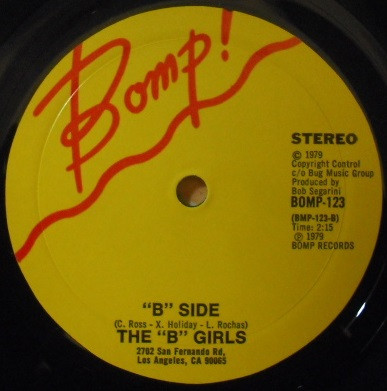 Bomp!
STEREO
© 1979
Copyright Control
c/o Bug Music Group
Produced by
Bob Segarini
BOMP-123
(BMP-123-B)
Time: 2:15
℗ 1979
BOMP RECORDS
"B" SIDE
(C. Ross - X. Holiday - L. Rochas)
THE "B" GIRLS
2702 San Fernando Rd,
Los Angeles, CA 90065